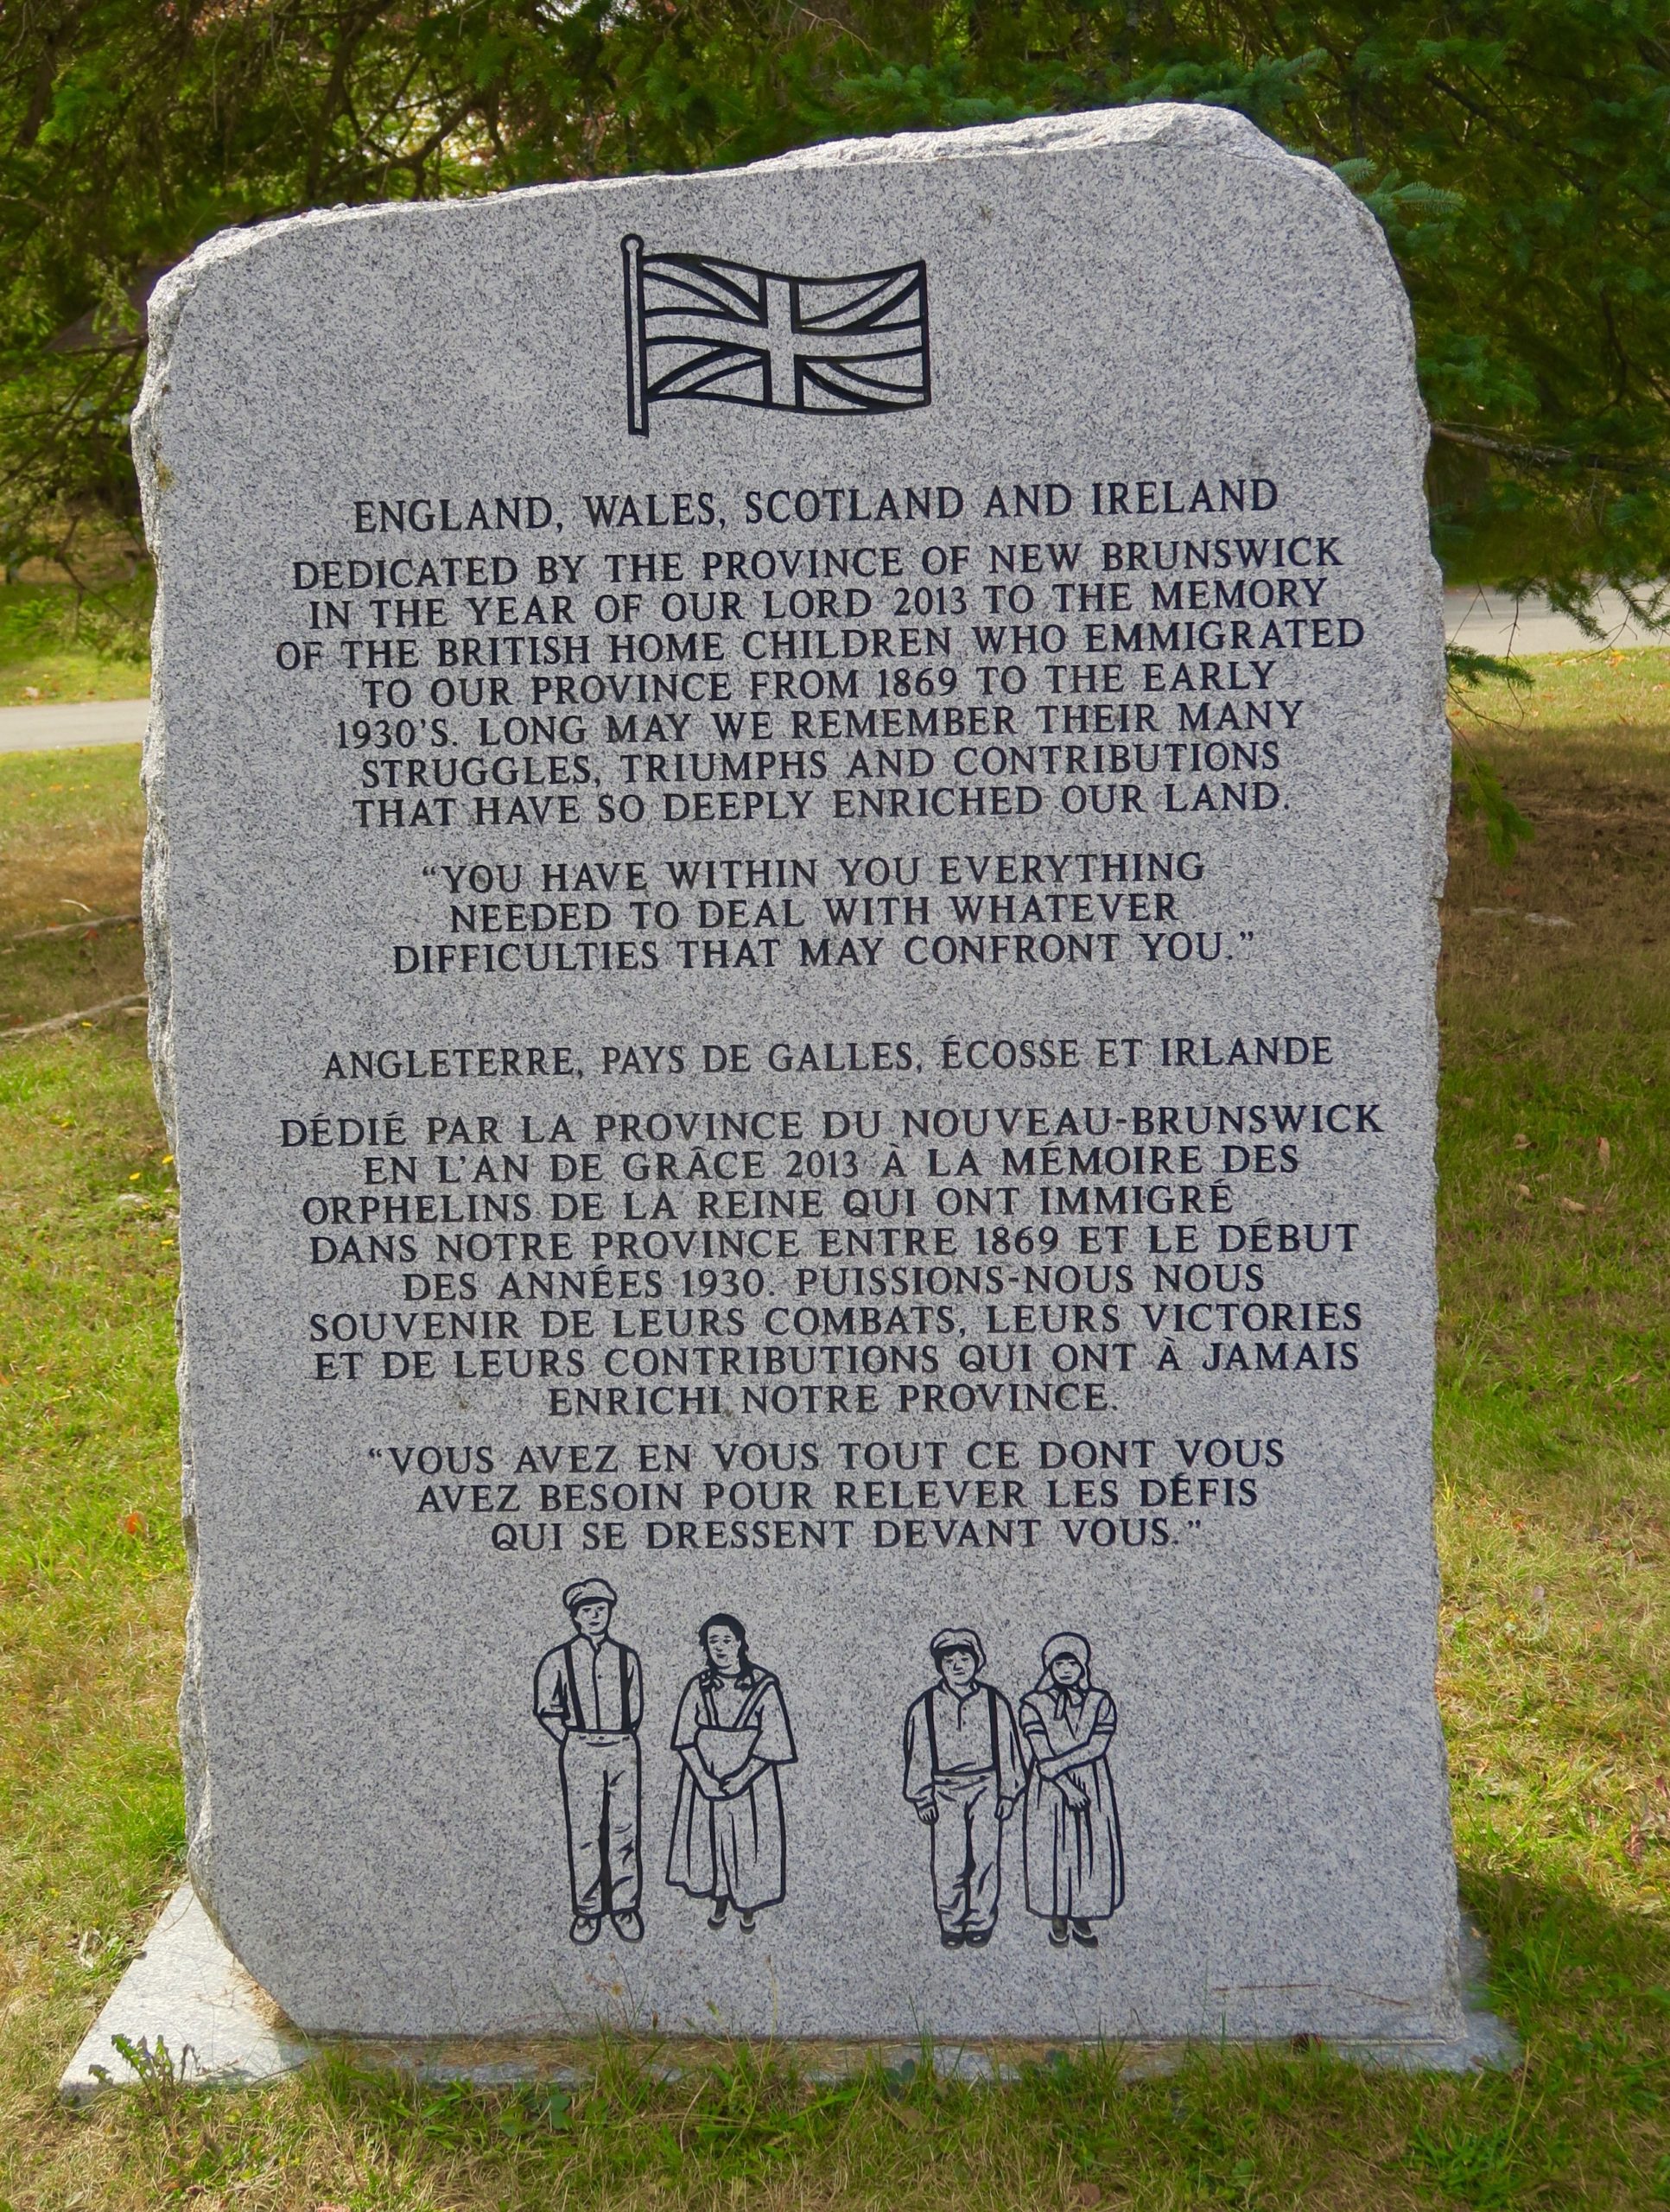 ENGLAND, WALES, SCOTLAND AND IRELAND
DEDICATED BY THE PROVINCE OF NEW BRUNSWICK
IN THE YEAR OF OUR LORD 2013 TO THE MEMORY
OF THE BRITISH HOME CHILDREN WHO EMMIGRATED
TO OUR PROVINCE FROM 1869 TO THE EARLY
1930'S. LONG MAY WE REMEMBER THEIR MANY
STRUGGLES, TRIUMPHS AND CONTRIBUTIONS
THAT HAVE SO DEEPLY ENRICHED OUR LAND.
“YOU HAVE WITHIN YOU EVERYTHING
NEEDED TO DEAL WITH WHATEVER
DIFFICULTIES THAT MAY CONFRONT YOU.”
ANGLETERRE, PAYS DE GALLES, ÉCOSSE ET IRLANDE
DÉDIÉ PAR LA PROVINCE DU NOUVEAU-BRUNSWICK
EN L'AN DE GRÂCE 2013 À LA MÉMOIRE DES
ORPHELINS DE LA REINE QUI ONT IMMIGRÉ
DANS NOTRE PROVINCE ENTRE 1869 ET LE DÉBUT
DES ANNÉES 1930. PUISSIONS-NOUS NOUS
SOUVENIR DE LEURS COMBATS, LEURS VICTORIES
ET DE LEURS CONTRIBUTIONS QUI ONT À JAMAIS
ENRICHI NOTRE PROVINCE.
“VOUS AVEZ EN VOUS TOUT CE DONT VOUS
AVEZ BESOIN POUR RELEVER LES DÉFIS
QUI SE DRESSENT DEVANT VOUS.”